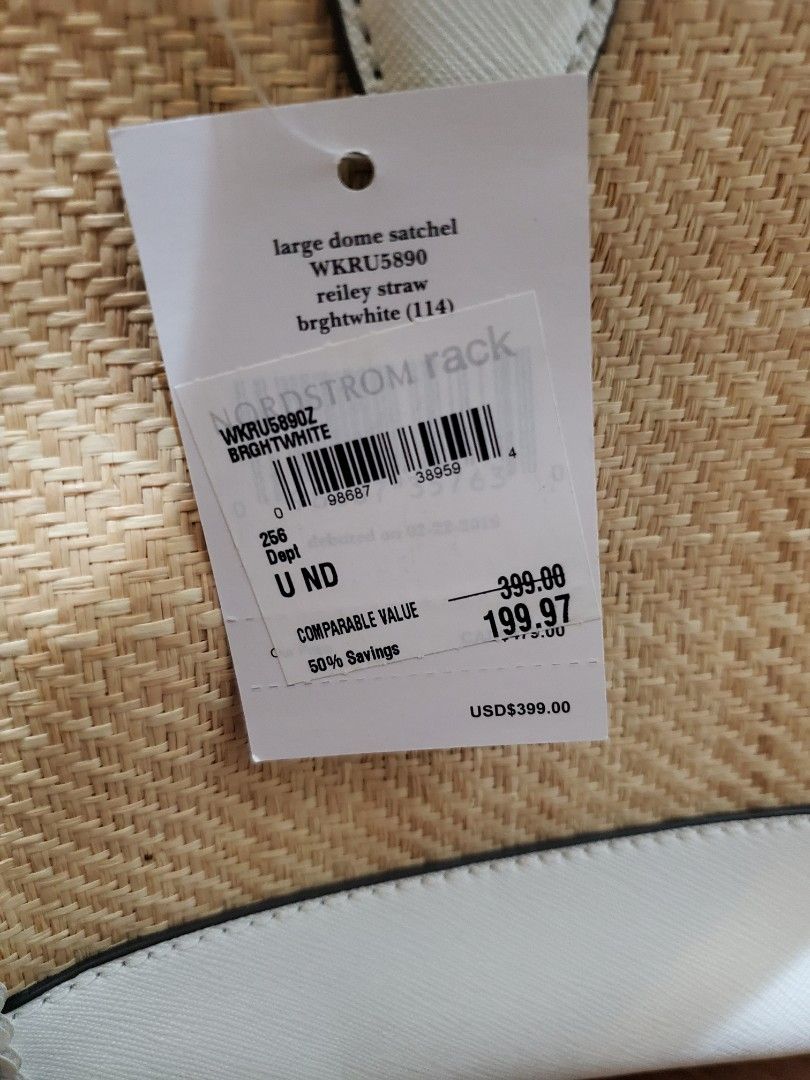 large dome satchel
WKRU5890
reiley straw
brghtwhite (114)
NORDSTROM rack
WKRU5890Z
BRGHTWHITE
0 98687 38959 4
256
Dept
U ND
399.00
COMPARABLE VALUE 199.97
50% Savings
USD$399.00